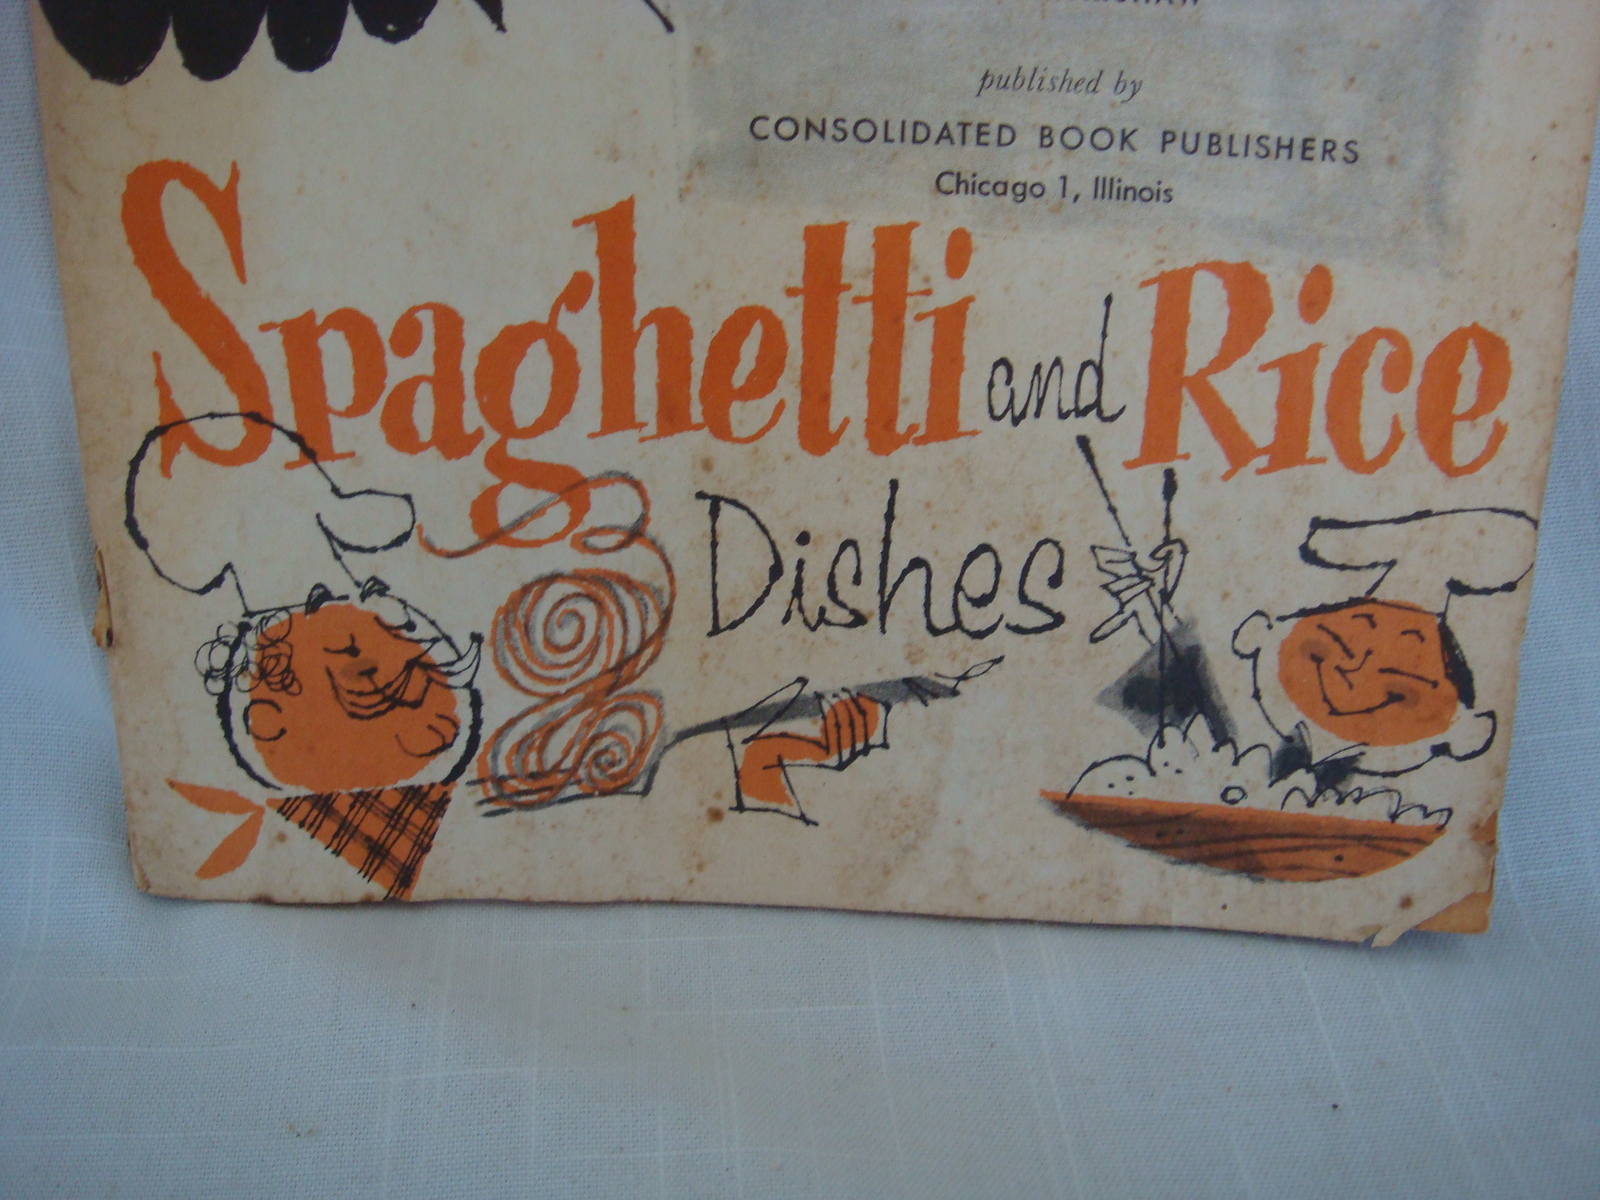 published by
CONSOLIDATED BOOK PUBLISHERS
Chicago 1, Illinois
Spaghetti and Rice
Dishes